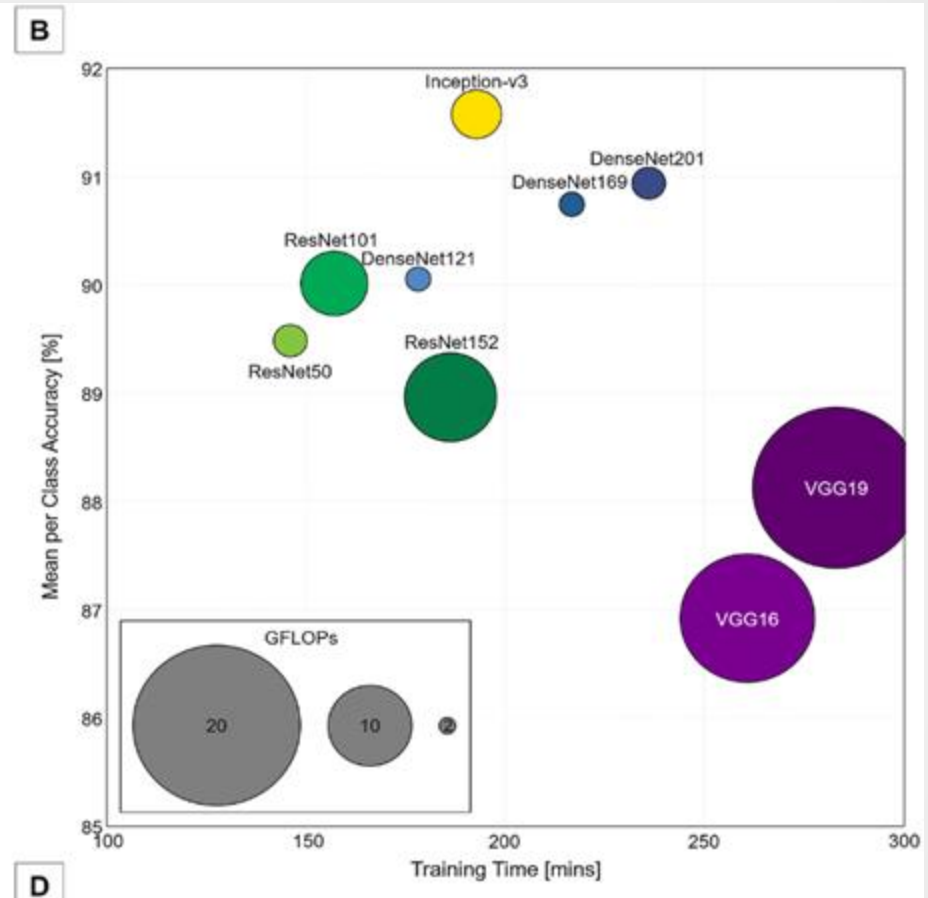 B
92
Inception-v3
DenseNet201
91
DenseNet169
ResNet101
DenseNet121
90
ResNet152
ResNet50
89
Mean per Class Accuracy [%]
88
VGG19
87
VGG16
GFLOPs
86
20
10
2
85
100
150
200
250
300
Training Time [mins]
D